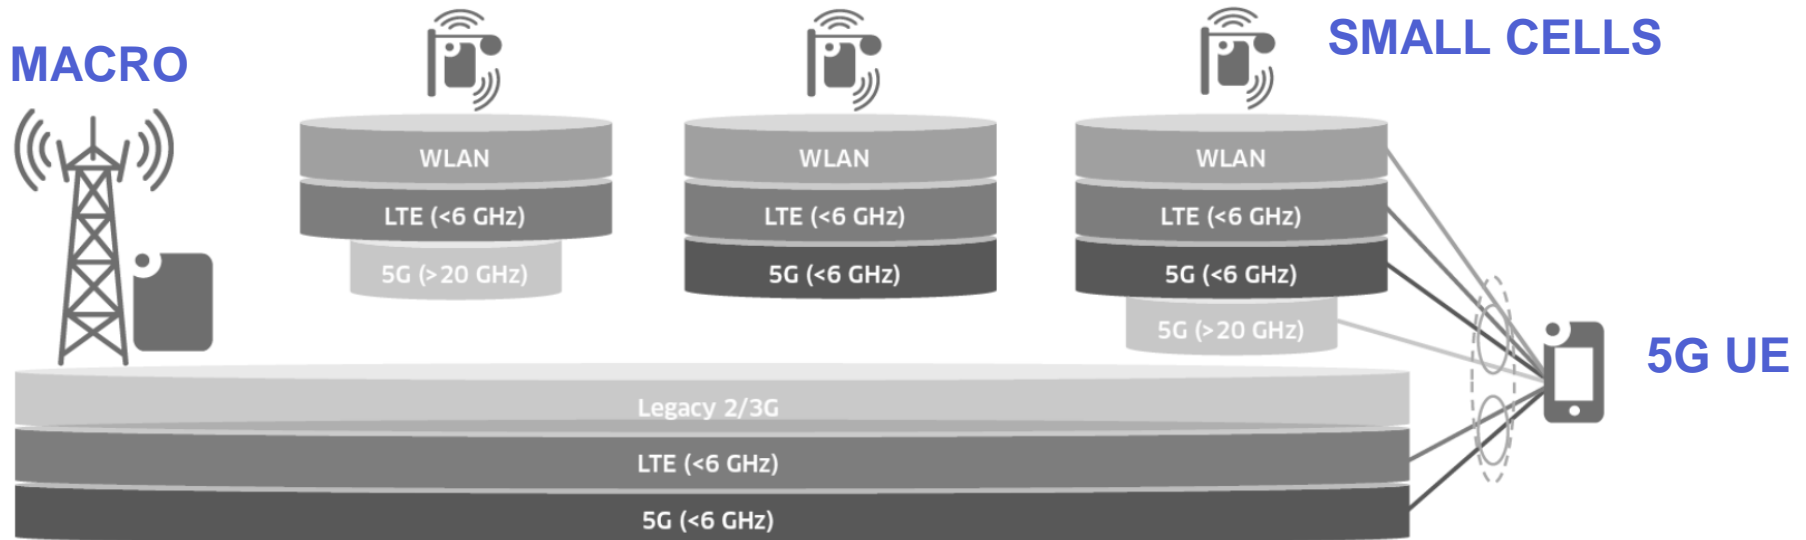 MACRO
SMALL CELLS
WLAN
LTE (<6 GHz)
5G (>20 GHz)
WLAN
LTE (<6 GHz)
5G (<6 GHz)
WLAN
LTE (<6 GHz)
5G (<6 GHz)
5G (>20 GHz)
5G UE
Legacy 2/3G
LTE (<6 GHz)
5G (<6 GHz)